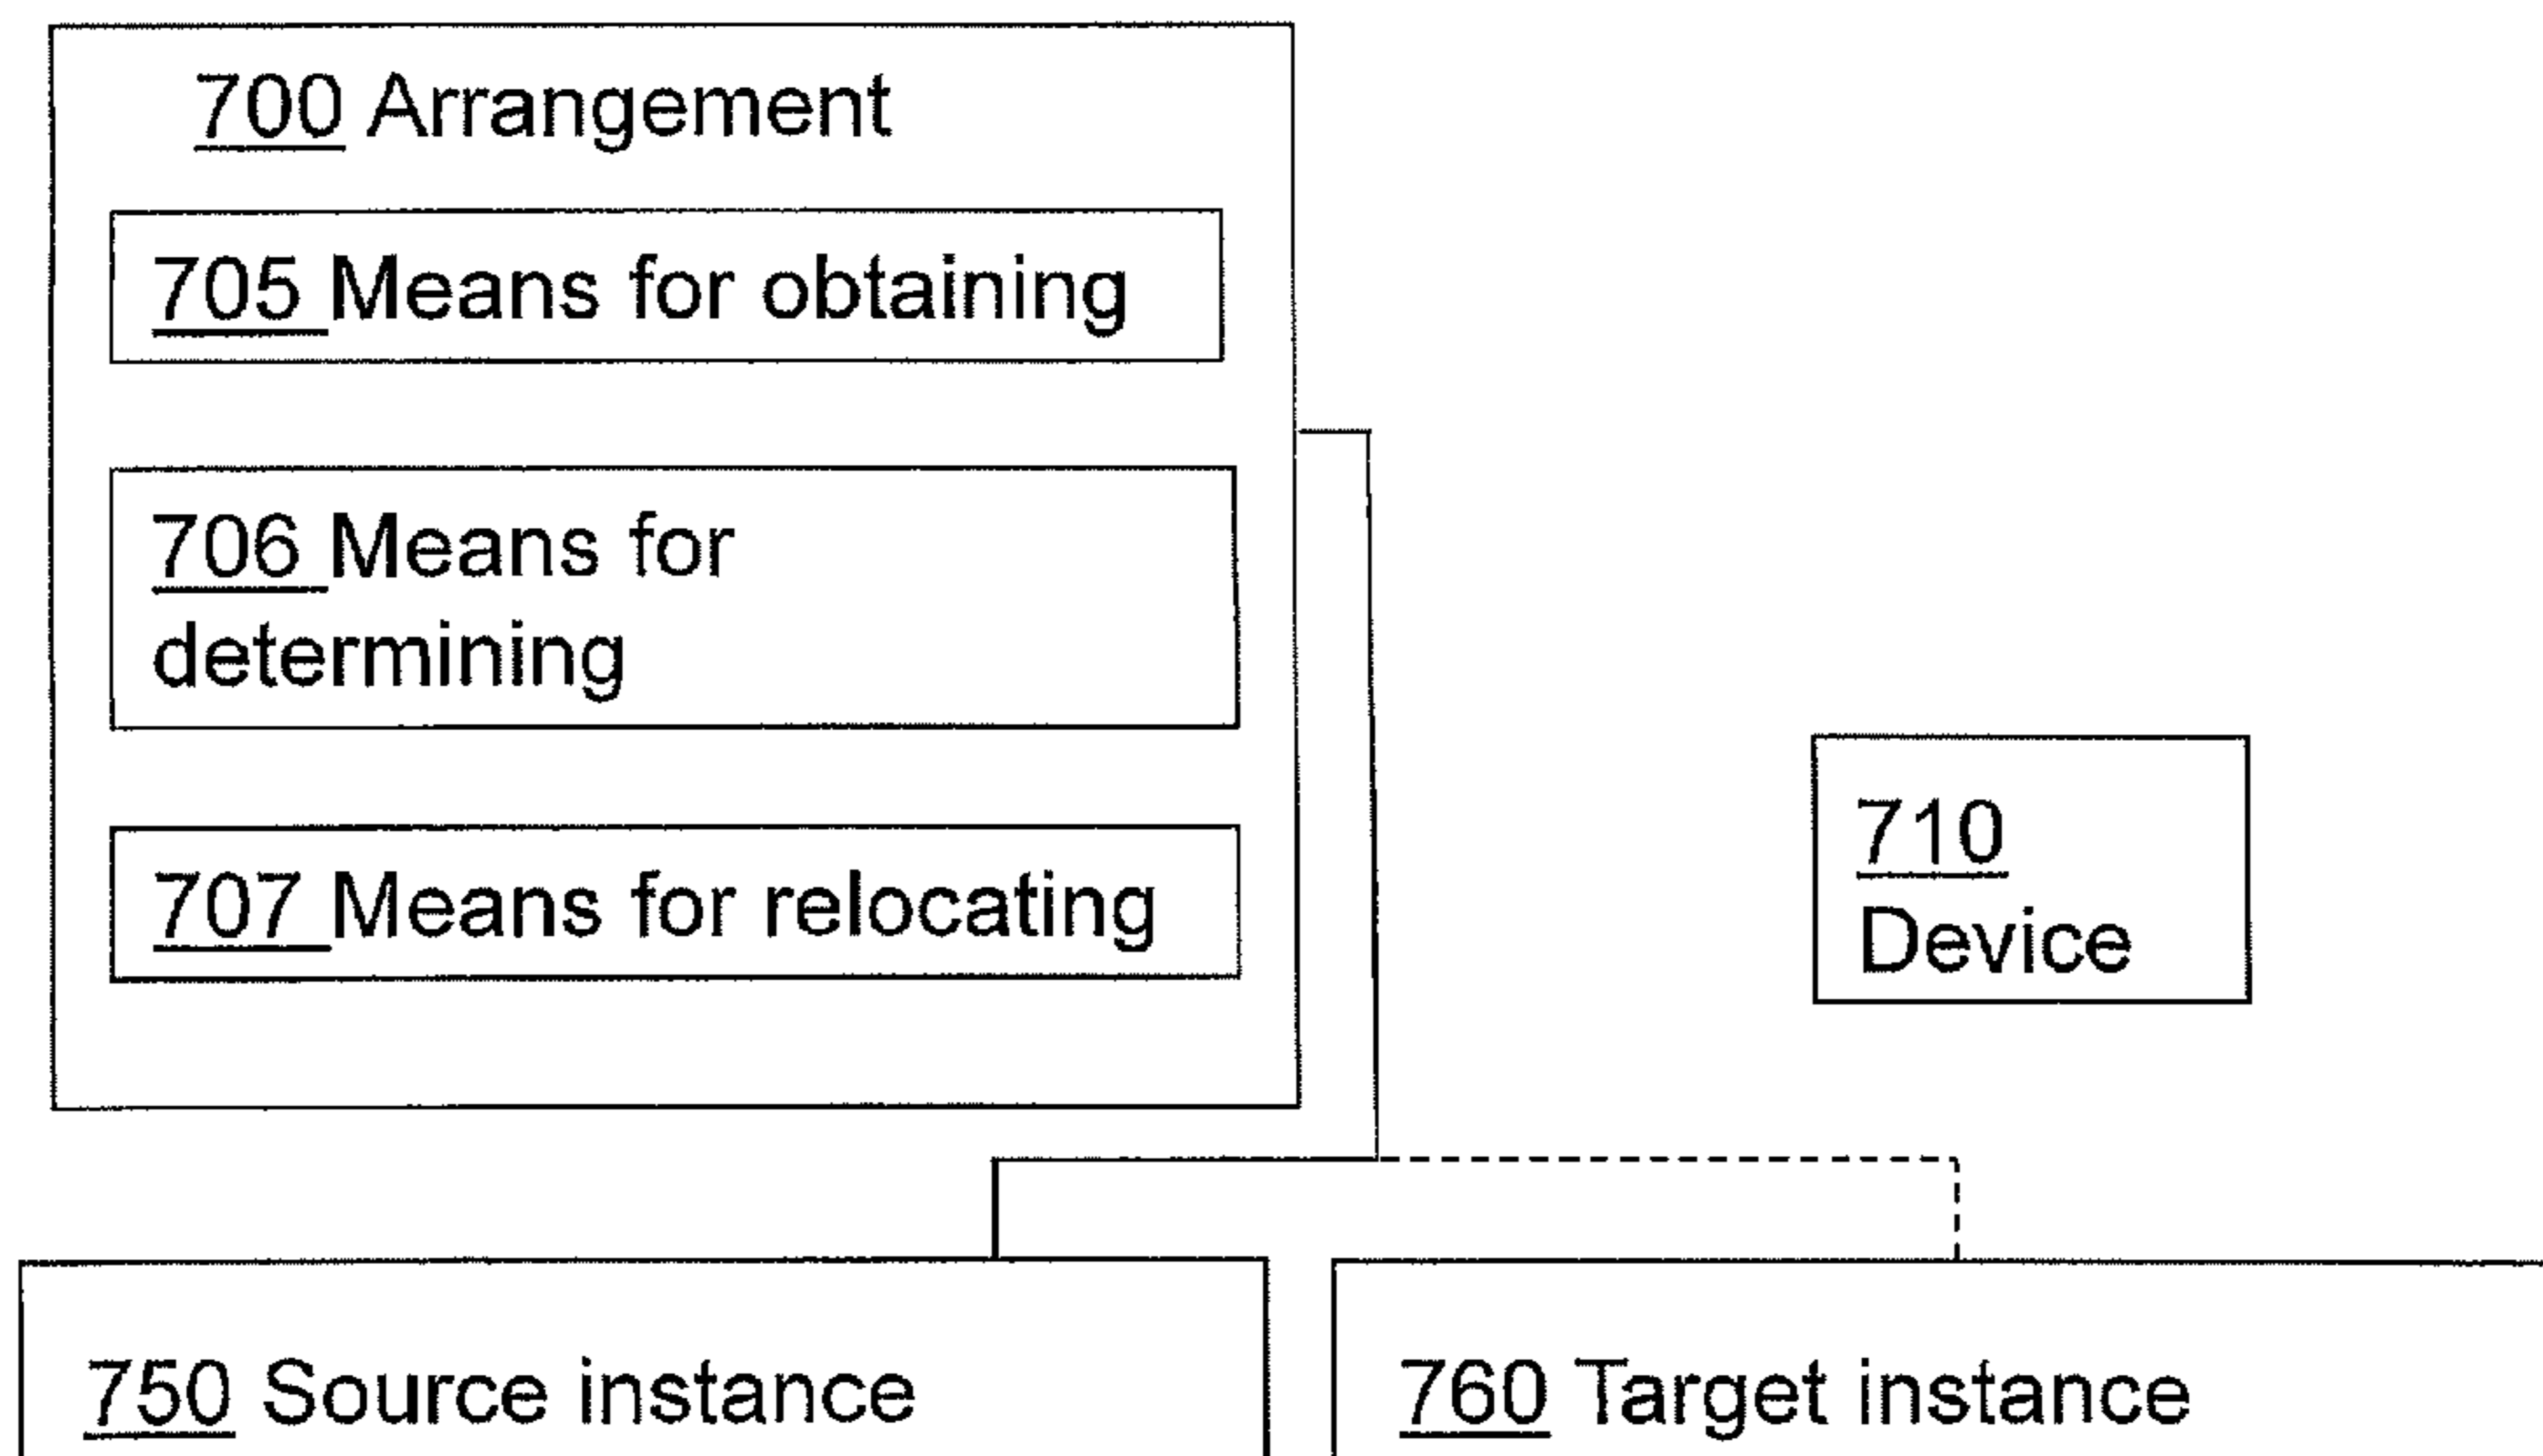 700 Arrangement
705 Means for obtaining
706 Means for
determining
707 Means for relocating
710
Device
750 Source instance
760 Target instance